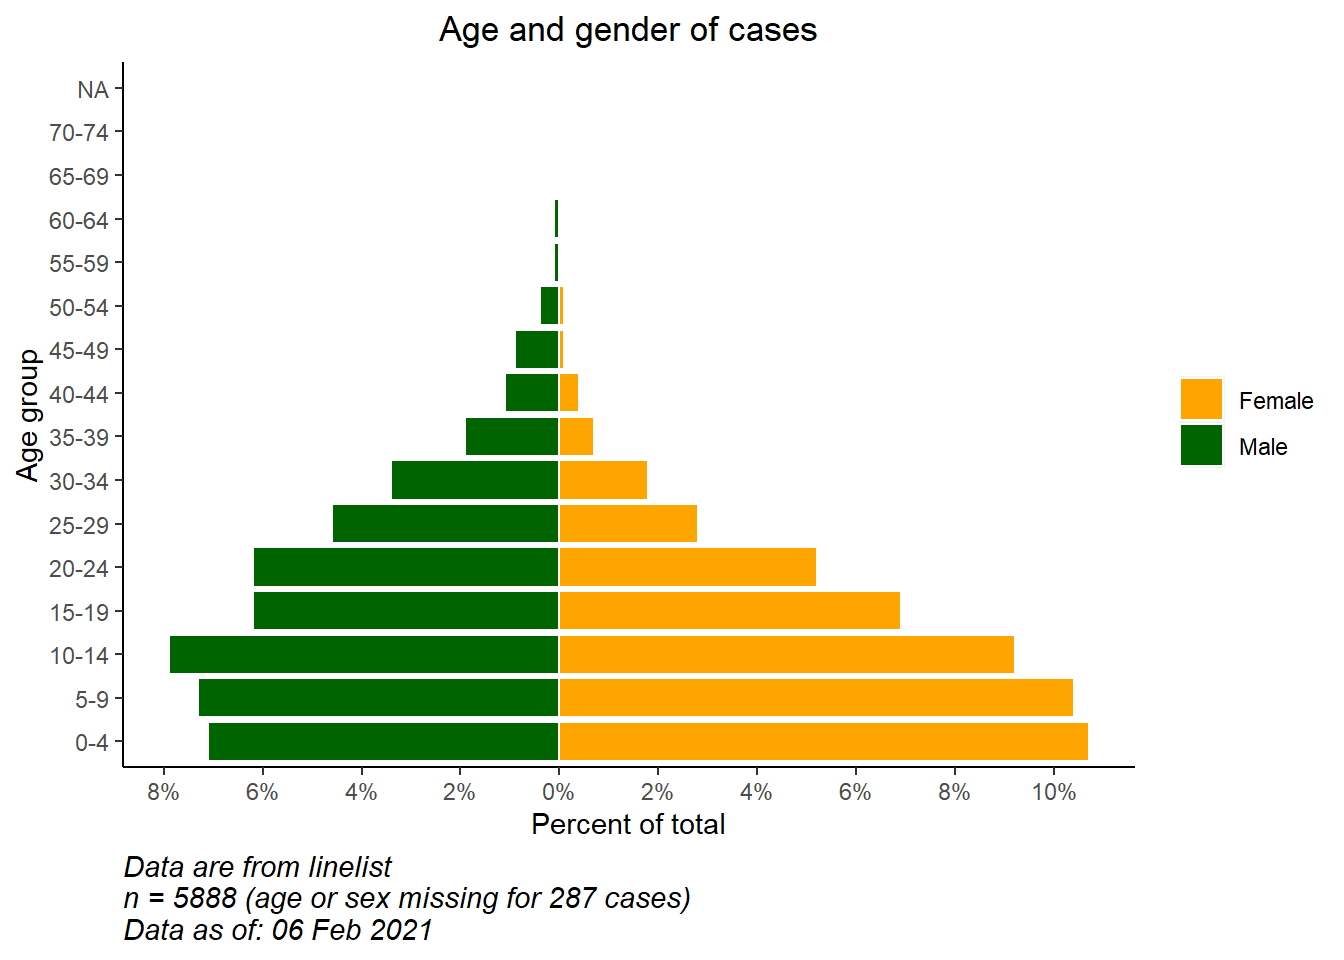 Age and gender of cases
NA
70-74
65-69
60-64
55-59
50-54
45-49
40-44
35-39
30-34
25-29
20-24
15-19
10-14
5-9
0-4
Age group
8% 6% 4% 2% 0% 2% 4% 6% 8% 10%
Percent of total
Female
Male
Data are from linelist
n = 5888 (age or sex missing for 287 cases)
Data as of: 06 Feb 2021